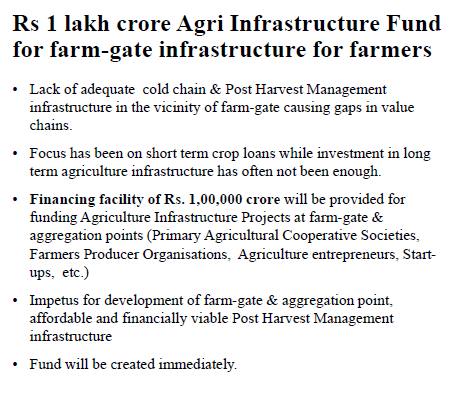 Rs 1 lakh crore Agri Infrastructure Fund
for farm-gate infrastructure for farmers
• Lack of adequate cold chain & Post Harvest Management
infrastructure in the vicinity of farm-gate causing gaps in value
chains.
• Focus has been on short term crop loans while investment in long
term agriculture infrastructure has often not been enough.
• Financing facility of Rs. 1,00,000 crore will be provided for
funding Agriculture Infrastructure Projects at farm-gate &
aggregation points (Primary Agricultural Cooperative Societies,
Farmers Producer Organisations, Agriculture entrepreneurs, Start-
ups, etc.)
• Impetus for development of farm-gate & aggregation point,
affordable and financially viable Post Harvest Management
infrastructure
• Fund will be created immediately.